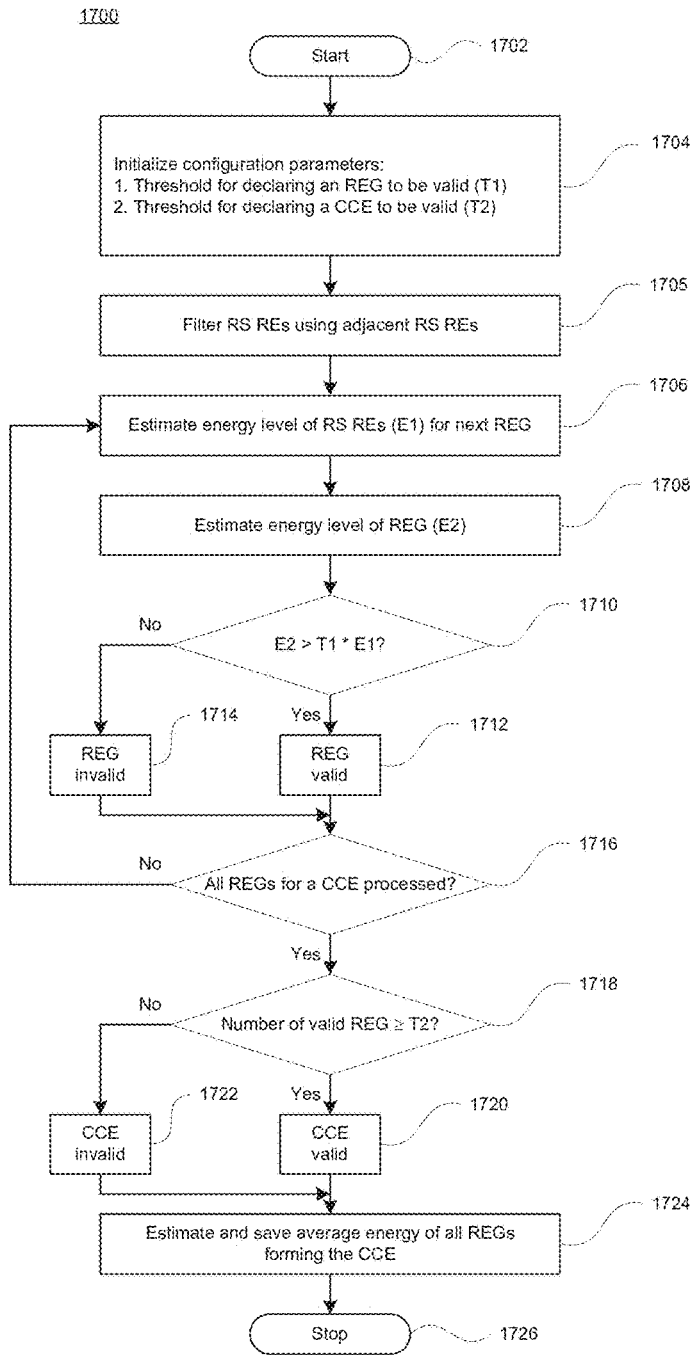 1700
Start
1702
Initialize configuration parameters:
1. Threshold for declaring an REG to be valid (T1)
2. Threshold for declaring a CCE to be valid (T2)
1704
Filter RS REs using adjacent RS REs
1705
Estimate energy level of RS REs (E1) for next REG
1706
Estimate energy level of REG (E2)
1708
E2 > T1 * E1?
1710
No
Yes
REG
invalid
1714
REG
valid
1712
All REGs for a CCE processed?
1716
No
Yes
Number of valid REG ≥ T2?
1718
No
Yes
CCE
invalid
1722
CCE
valid
1720
Estimate and save average energy of all REGs
forming the CCE
1724
Stop
1726